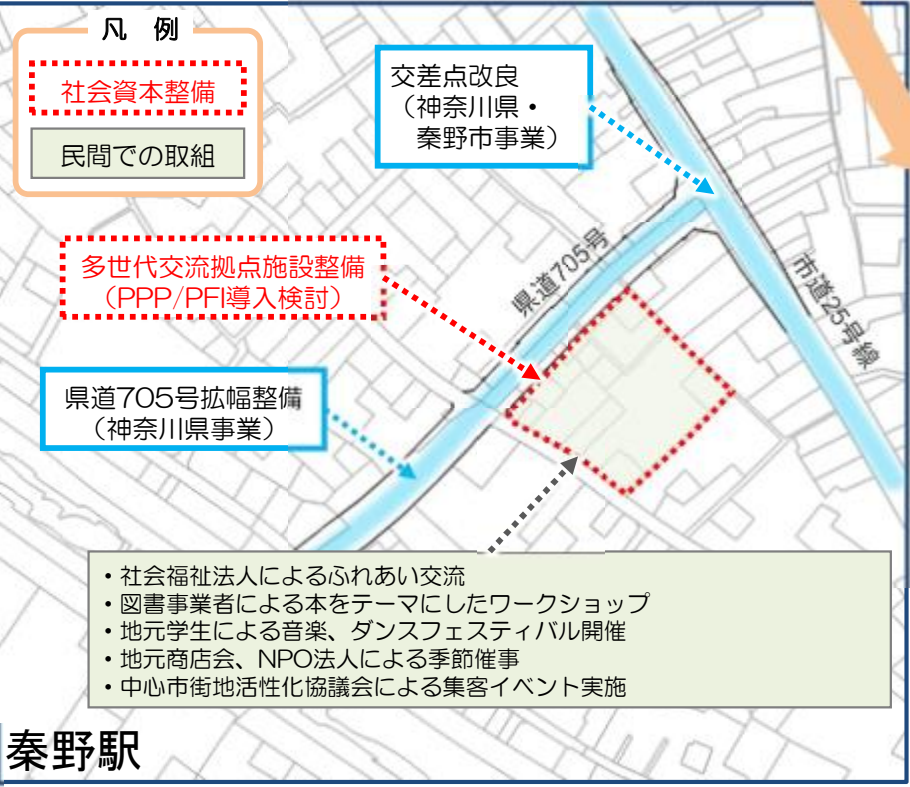 凡 例
社会資本整備
民間での取組
交差点改良
（神奈川県・
秦野市事業）
多世代交流拠点施設整備
（PPP/PFI導入検討）
県道705号
市道25号線
県道705号拡幅整備
（神奈川県事業）
・社会福祉法人によるふれあい交流
・図書事業者による本をテーマにしたワークショップ
・地元学生による音楽、ダンスフェスティバル開催
・地元商店会、NPO法人による季節催事
・中心市街地活性化協議会による集客イベント実施
秦野駅